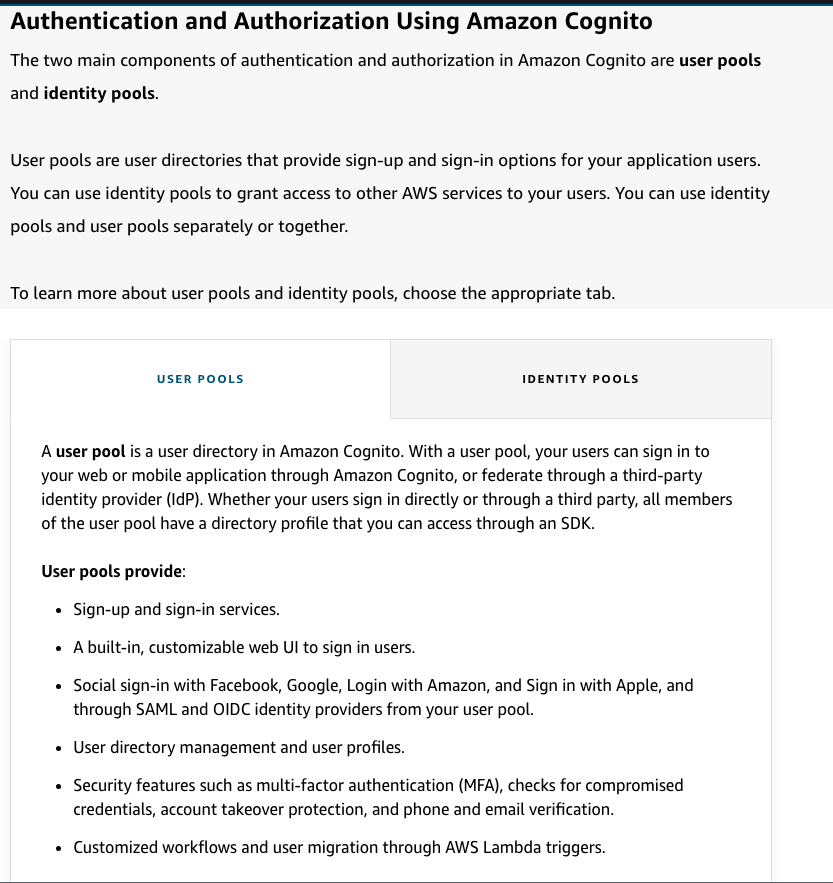 Authentication and Authorization Using Amazon Cognito
The two main components of authentication and authorization in Amazon Cognito are user pools
and identity pools.
User pools are user directories that provide sign-up and sign-in options for your application users.
You can use identity pools to grant access to other AWS services to your users. You can use identity
pools and user pools separately or together.
To learn more about user pools and identity pools, choose the appropriate tab.
USER POOLS
IDENTITY POOLS
A user pool is a user directory in Amazon Cognito. With a user pool, your users can sign in to
your web or mobile application through Amazon Cognito, or federate through a third-party
identity provider (IdP). Whether your users sign in directly or through a third party, all members
of the user pool have a directory profile that you can access through an SDK.
User pools provide:
• Sign-up and sign-in services.
• A built-in, customizable web UI to sign in users.
• Social sign-in with Facebook, Google, Login with Amazon, and Sign in with Apple, and
through SAML and OIDC identity providers from your user pool.
• User directory management and user profiles.
• Security features such as multi-factor authentication (MFA), checks for compromised
credentials, account takeover protection, and phone and email verification.
• Customized workflows and user migration through AWS Lambda triggers.